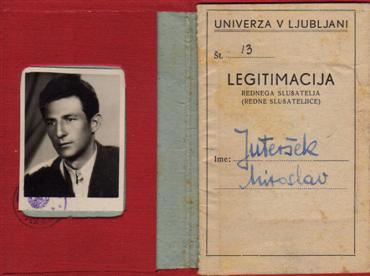 UNIVERZA V LJUBLJANI
Št. 13
LEGITIMACIJA
REDNEGA SLUŠATELJA
(REDNE SLUŠATELJICE)
Juteršek
Ime:
Miroslav